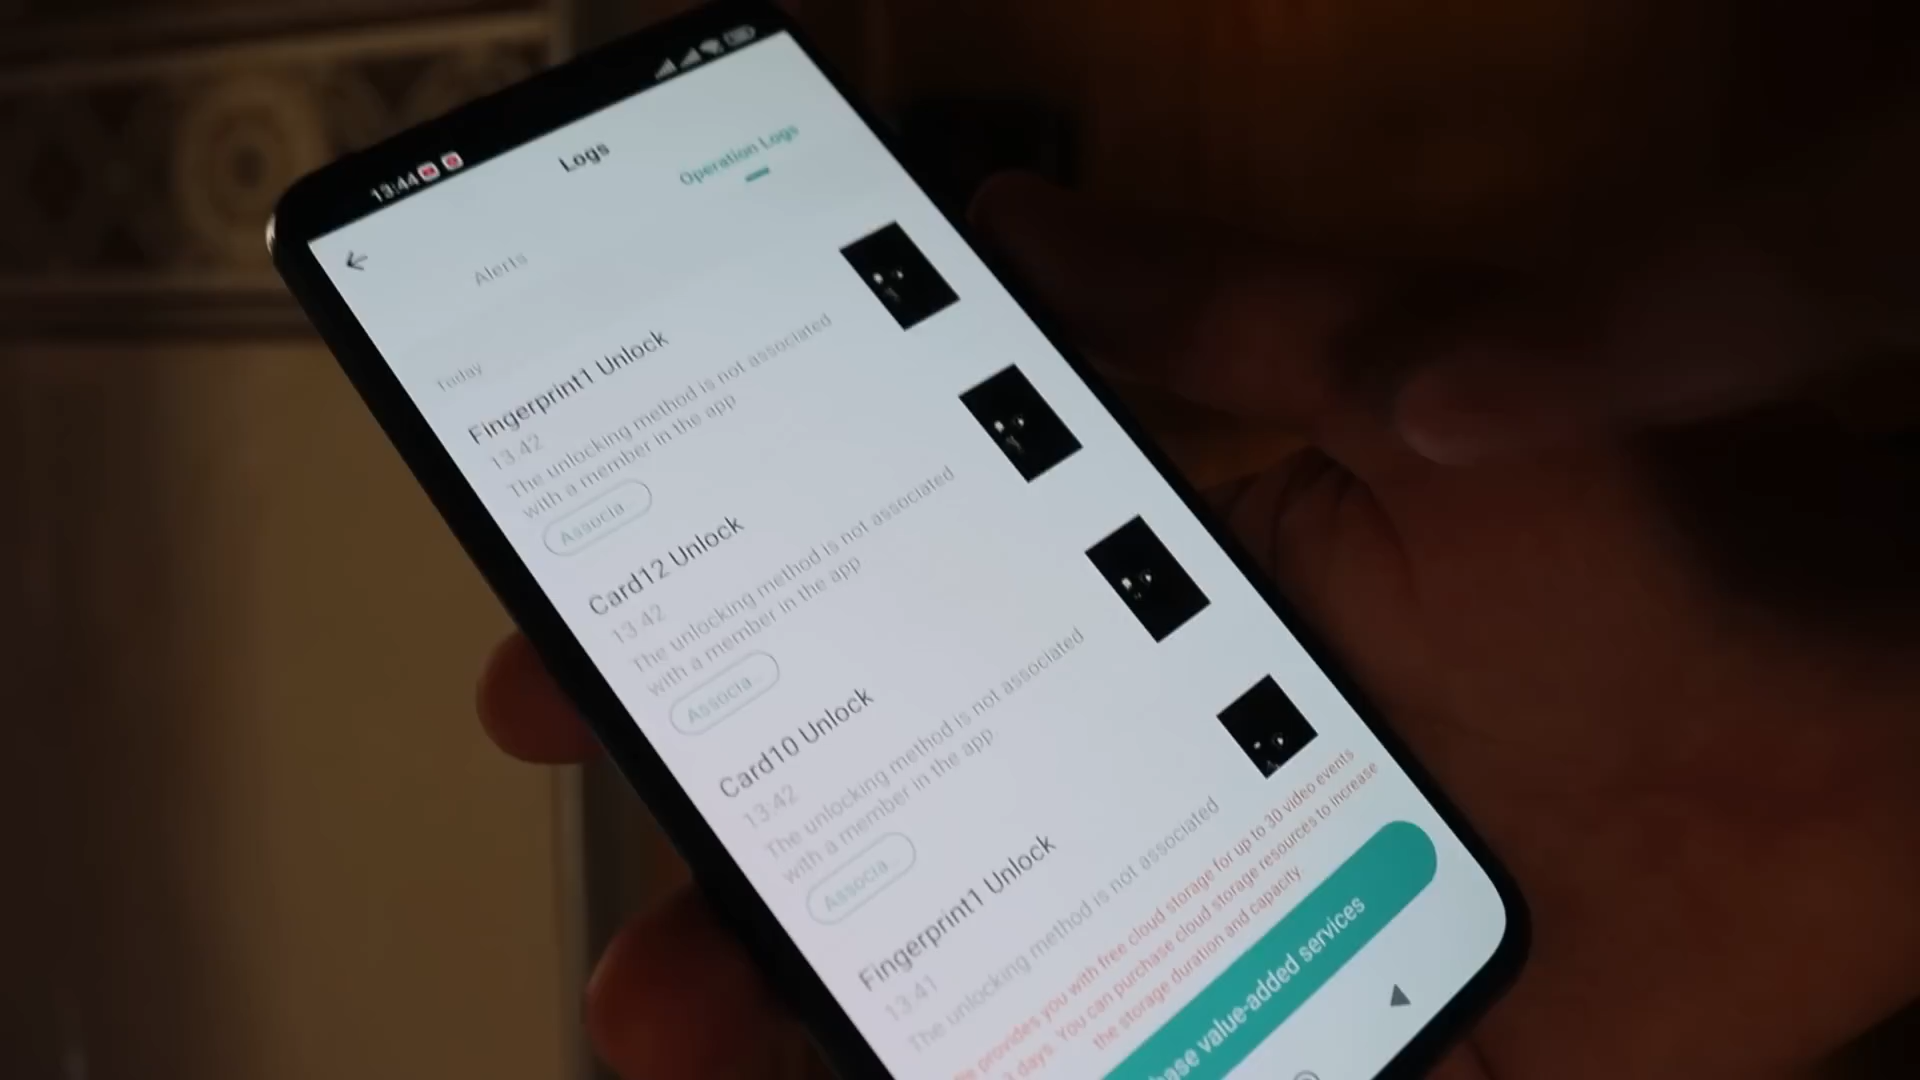 13:44
Logs
Alerts
Operation Logs
Today
Fingerprint1 Unlock
13:42
The unlocking method is not associated
with a member in the app
Associa...
Card12 Unlock
13:42
The unlocking method is not associated
with a member in the app
Associa...
Card10 Unlock
13:42
The unlocking method is not associated
with a member in the app
Associa...
Fingerprint1 Unlock
13:41
The unlocking method is not associated
provides you with free cloud storage for up to 30 video events
days. You can purchase cloud storage resources to increase
the storage duration and capacity.
value-added services